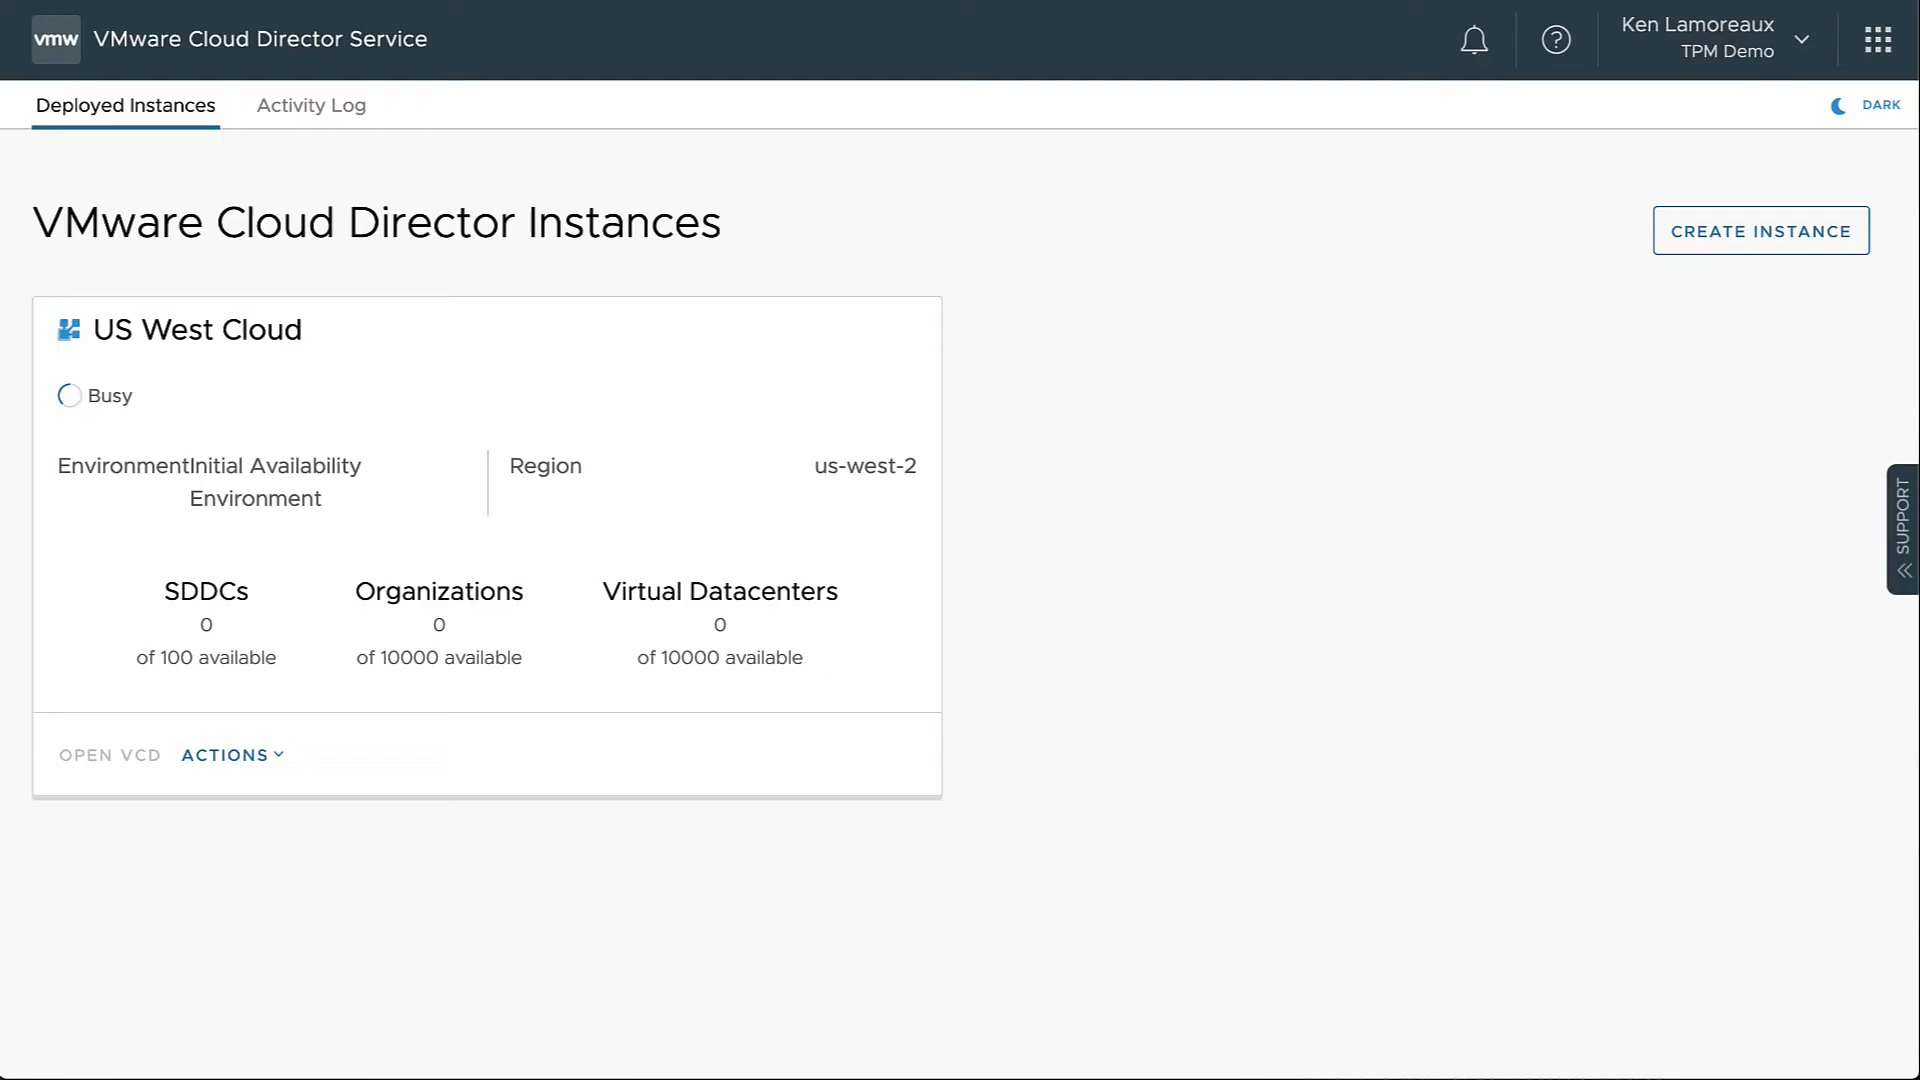 vmw VMware Cloud Director Service
Ken Lamoreaux
TPM Demo
Deployed Instances Activity Log
DARK
VMware Cloud Director Instances
CREATE INSTANCE
US West Cloud
Busy
EnvironmentInitial Availability
Environment
Region us-west-2
SDDCs Organizations Virtual Datacenters
0 0 0
of 100 available of 10000 available of 10000 available
OPEN VCD ACTIONS
SUPPORT